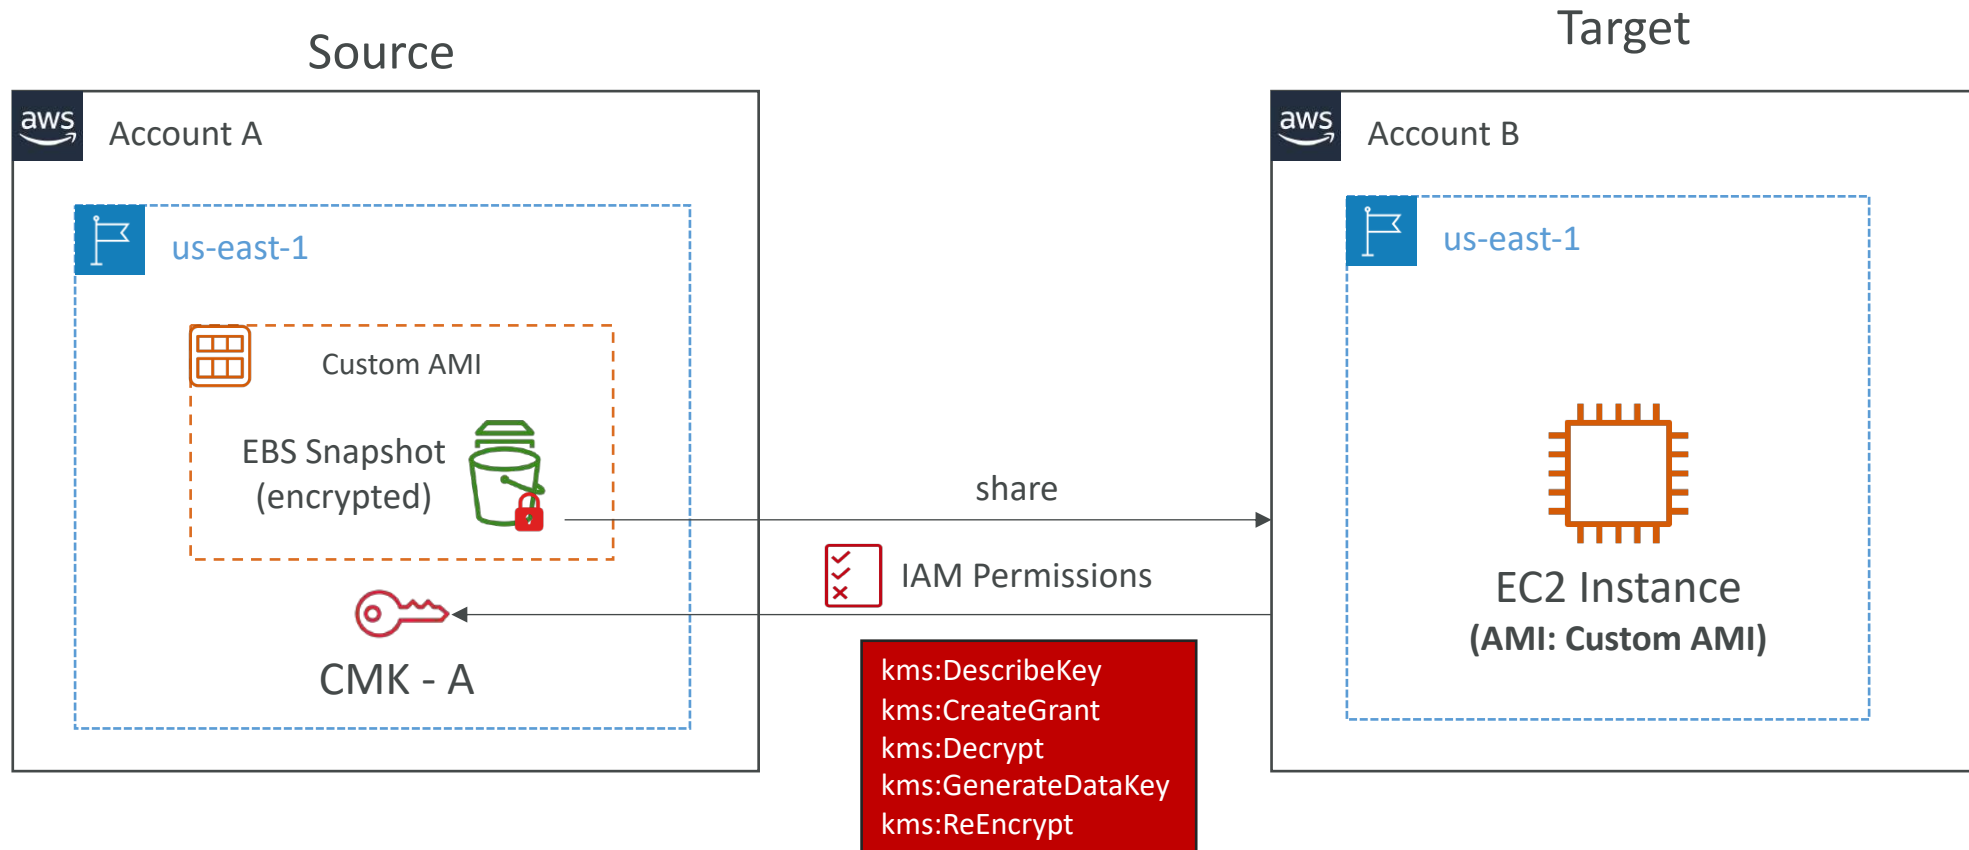 Source
Target
aws
Account A
us-east-1
Custom AMI
EBS Snapshot
(encrypted)
CMK - A
share
IAM Permissions
kms:DescribeKey
kms:CreateGrant
kms:Decrypt
kms:GenerateDataKey
kms:ReEncrypt
aws
Account B
us-east-1
EC2 Instance
(AMI: Custom AMI)